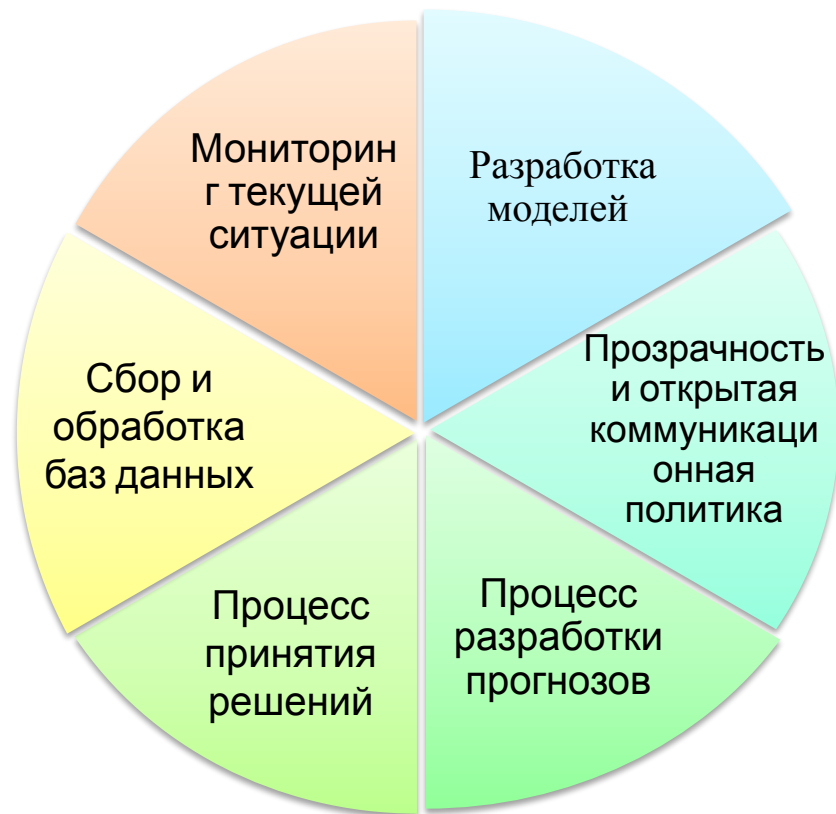 Мониторин
г текущей
ситуации
Разработка
моделей
Прозрачность
и открытая
коммуникаци
онная
политика
Процесс
разработки
прогнозов
Процесс
принятия
решений
Сбор и
обработка
баз данных